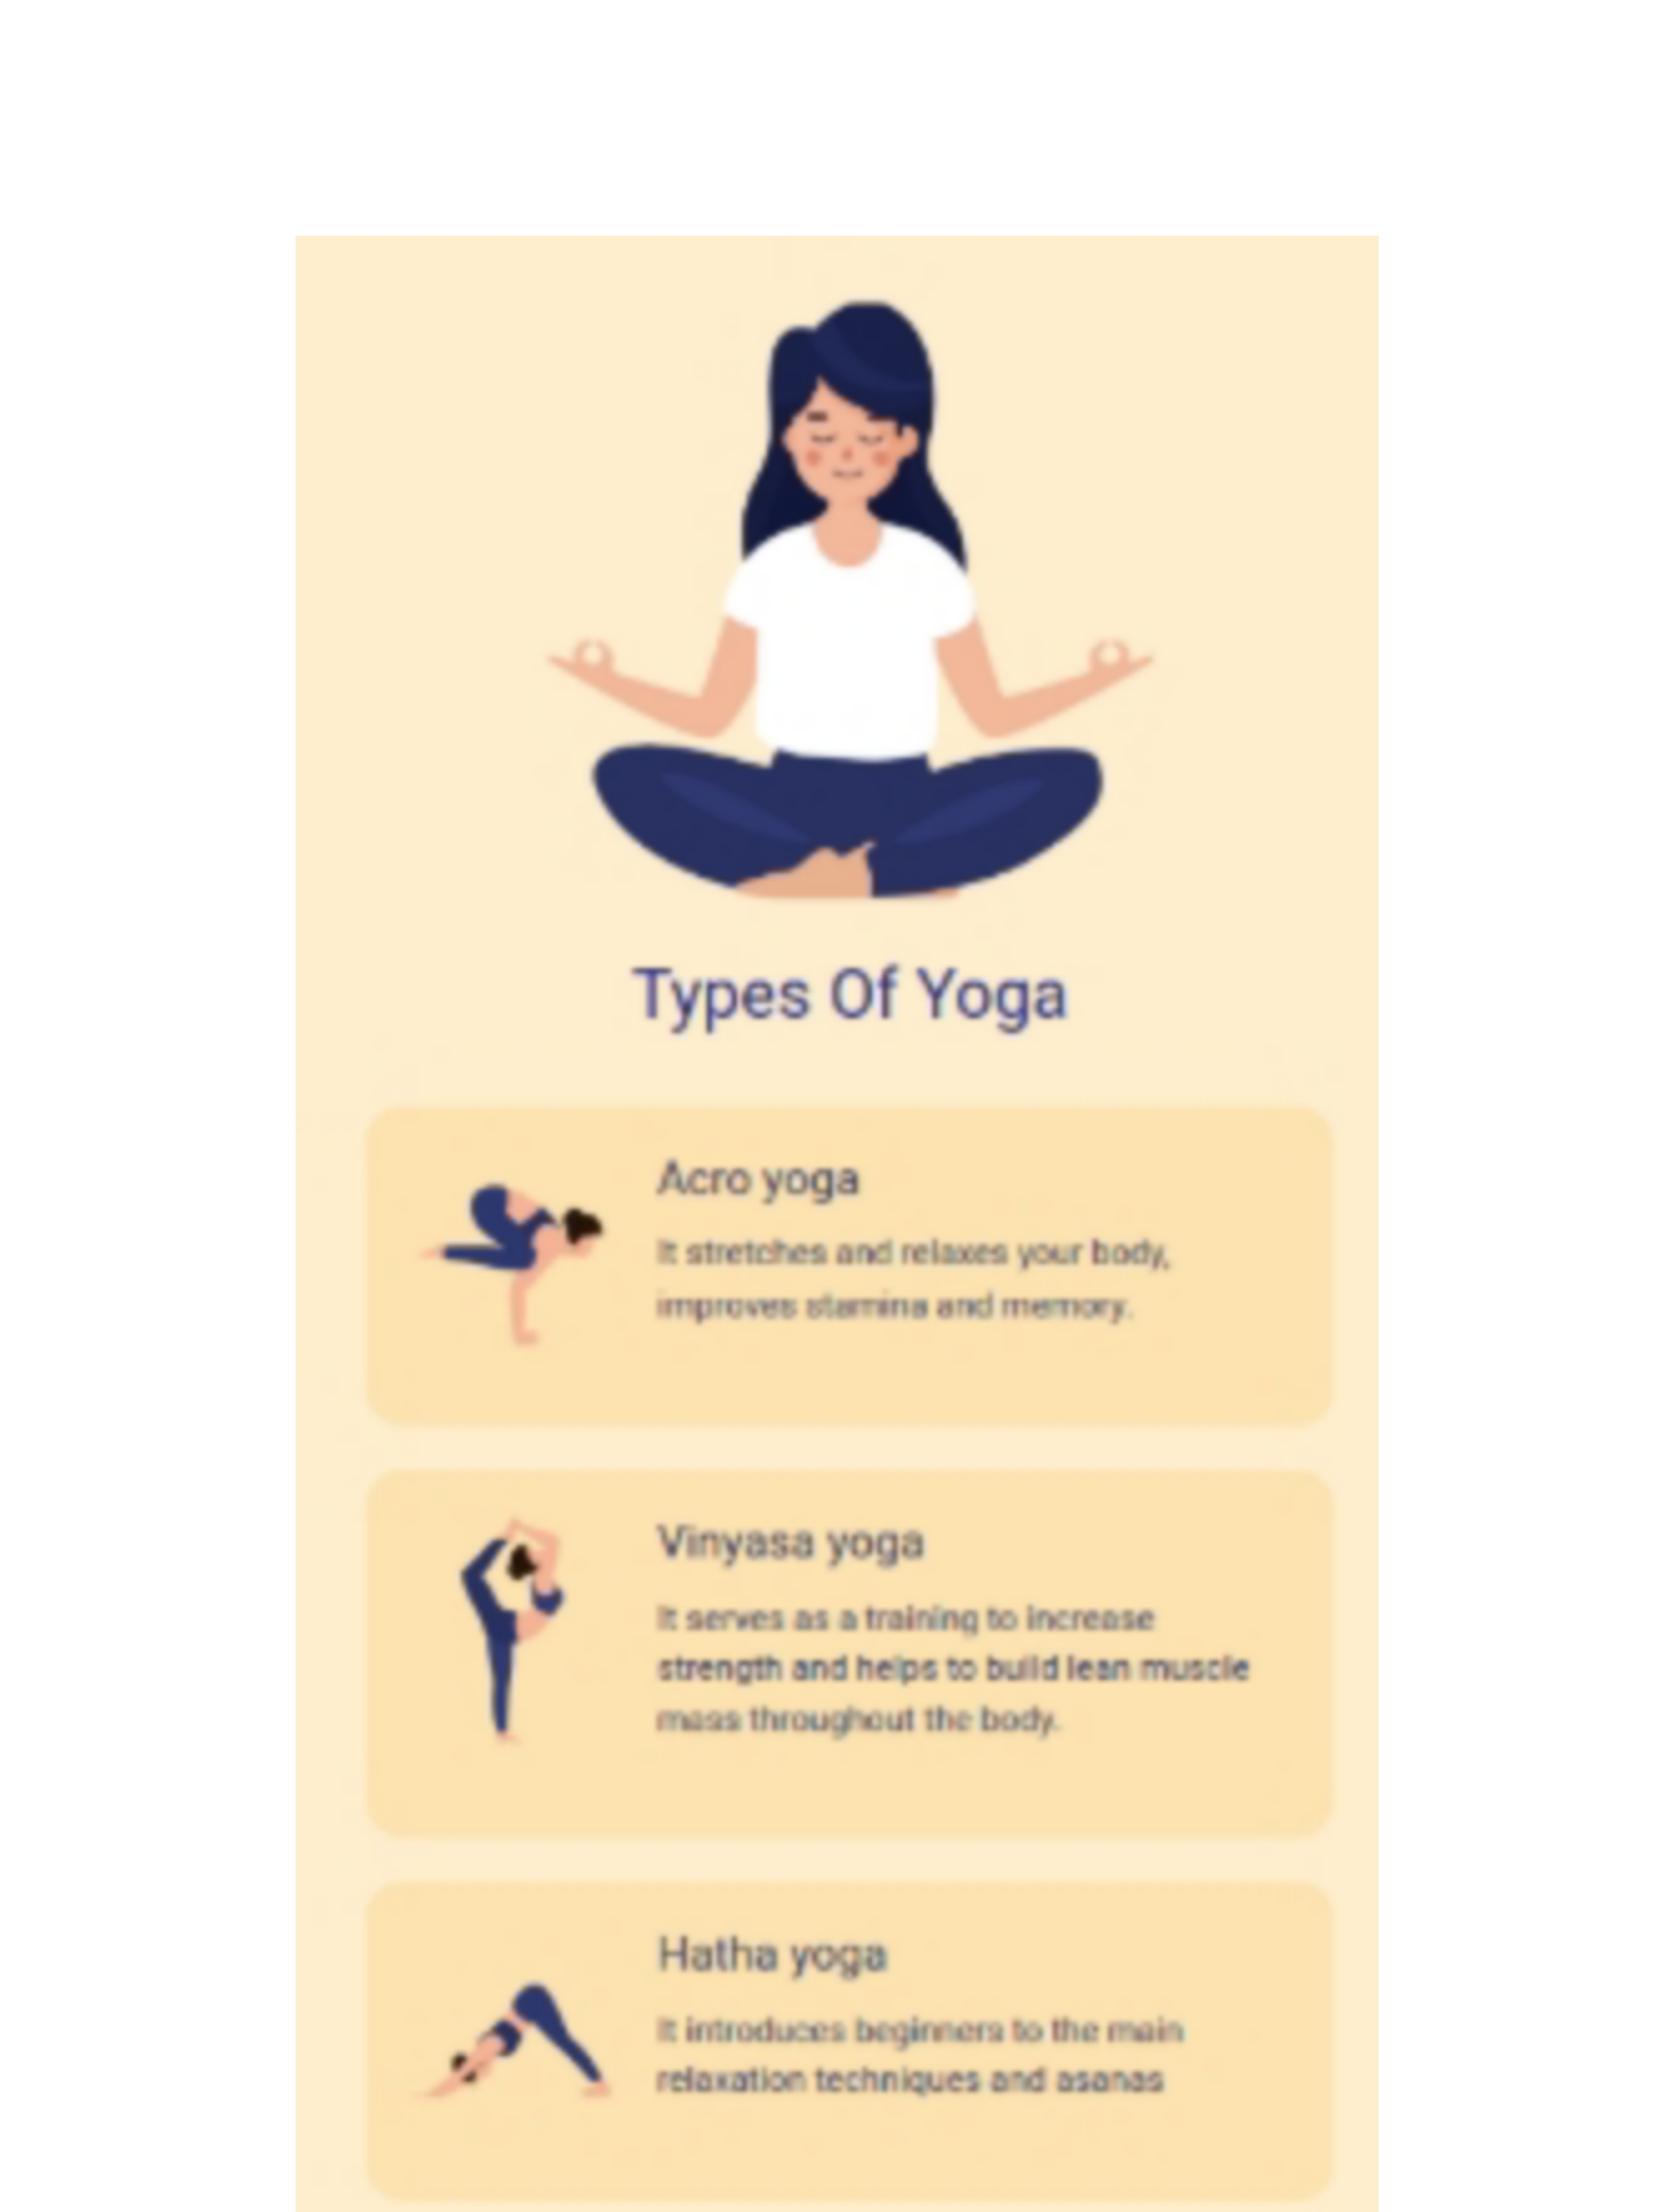 Types Of Yoga
Acro yoga
It stretches and relaxes your body,
improves stamina and memory.
Vinyasa yoga
It serves as a training to increase
strength and helps to build lean muscle
mass throughout the body.
Hatha yoga
It introduces beginners to the main
relaxation techniques and asanas